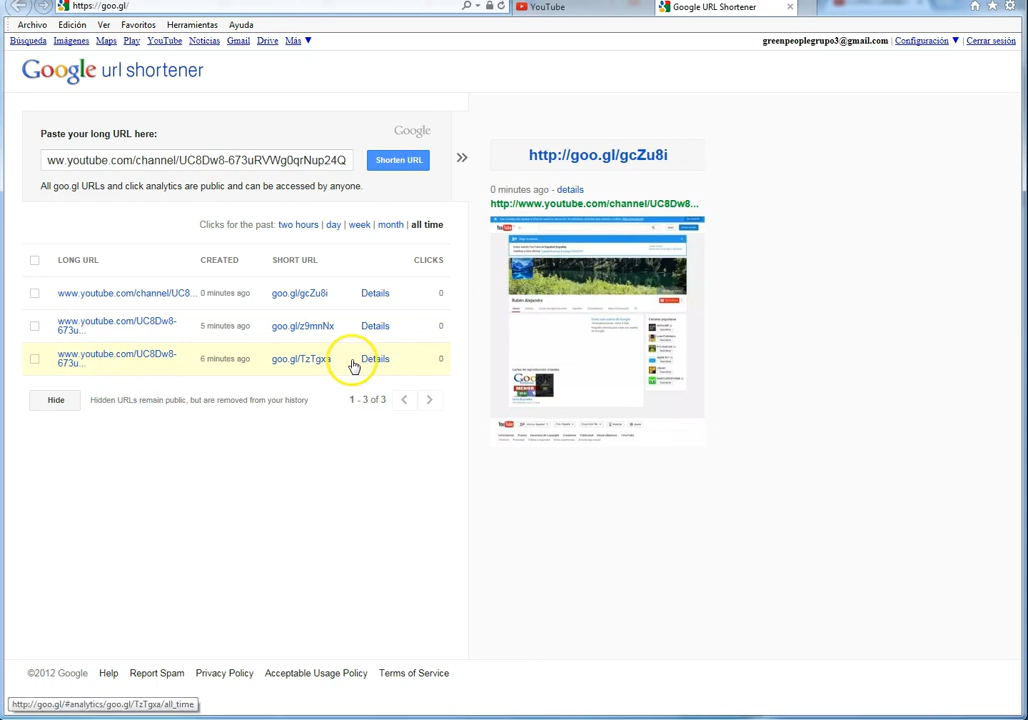 https://goo.gl/
YouTube
Google URL Shortener
Archivo Edición Ver Favoritos Herramientas Ayuda
Búsqueda Imágenes Maps Play YouTube Noticias Gmail Drive Más ▼
greenpeoplegrupo3@gmail.com | Configuración ▼ | Cerrar sesión
Google url shortener
Paste your long URL here:
Google
ww.youtube.com/channel/UC8Dw8-673uRVWg0qrNup24Q
Shorten URL
All goo.gl URLs and click analytics are public and can be accessed by anyone.
Clicks for the past: two hours | day | week | month | all time
LONG URL CREATED SHORT URL CLICKS
www.youtube.com/channel/UC8... 0 minutes ago goo.gl/gcZu8i Details 0
www.youtube.com/UC8Dw8-
673u...
5 minutes ago goo.gl/z9mnNx Details 0
www.youtube.com/UC8Dw8-
673u...
6 minutes ago goo.gl/TzTgxa Details 0
Hide
Hidden URLs remain public, but are removed from your history
1 - 3 of 3
http://goo.gl/gcZu8i
0 minutes ago - details
http://www.youtube.com/channel/UC8Dw8...
Rubén Alejandre
©2012 Google Help Report Spam Privacy Policy Acceptable Usage Policy Terms of Service
http://goo.gl/#analytics/goo.gl/TzTgxa/all_time